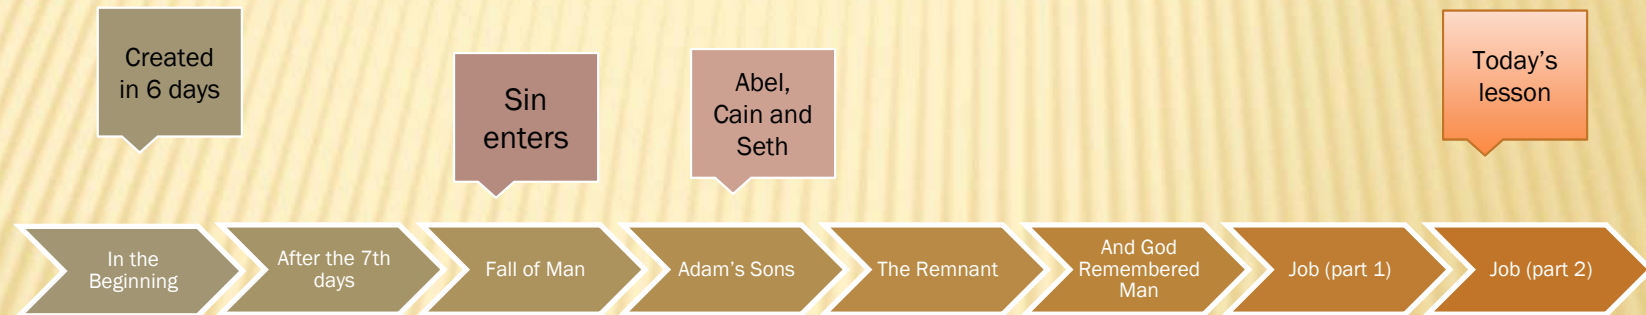 Created
in 6 days
Sin
enters
Abel,
Cain and
Seth
Today's
lesson
In the
Beginning
After the 7th
days
Fall of Man
Adam's Sons
The Remnant
And God
Remembered
Man
Job (part 1)
Job (part 2)